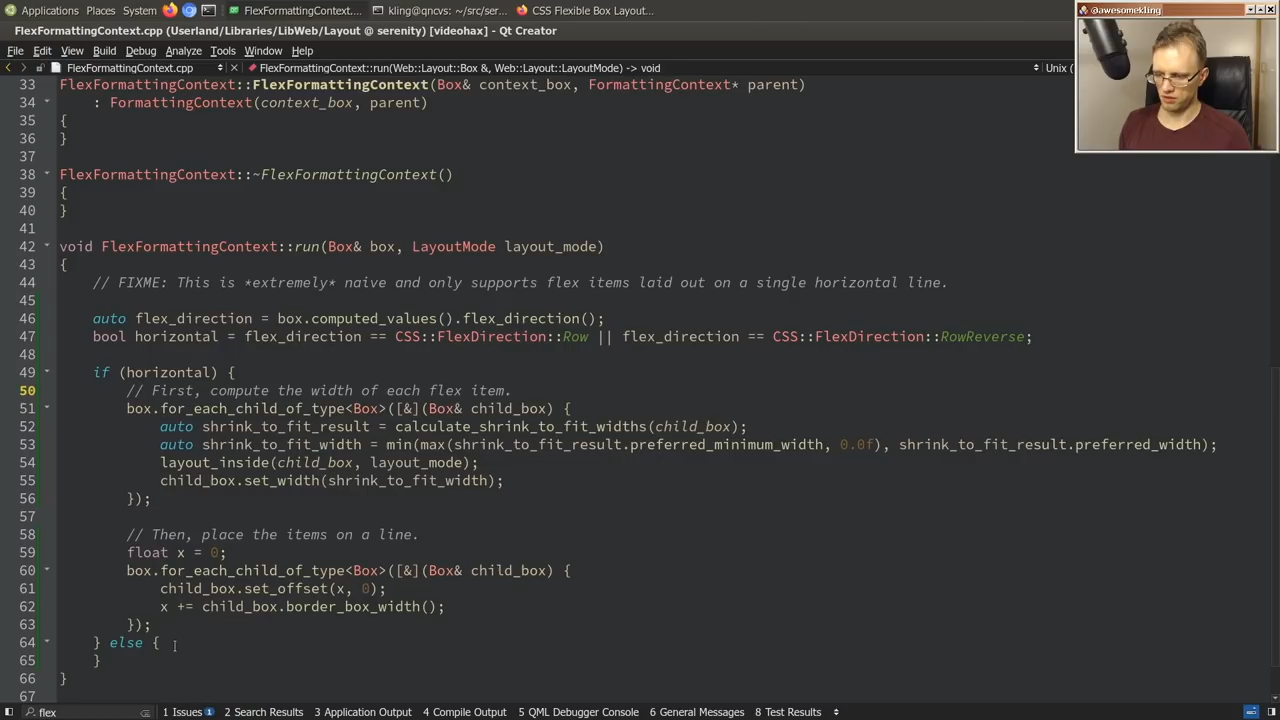 Applications Places System FlexFormattingContext.... kling@qncvs: ~/src/ser... CSS Flexible Box Layout...
@awesomekling
FlexFormattingContext.cpp (Userland/Libraries/LibWeb/Layout @ serenity) [videohax] - Qt Creator
File Edit View Build Debug Analyze Tools Window Help
FlexFormattingContext.cpp FlexFormattingContext::run(Web::Layout::Box &, Web::Layout::LayoutMode) -> void Unix (
33 FlexFormattingContext::FlexFormattingContext(Box& context_box, FormattingContext* parent)
34 : FormattingContext(context_box, parent)
35 {
36 }
37
38 FlexFormattingContext::~FlexFormattingContext()
39 {
40 }
41
42 void FlexFormattingContext::run(Box& box, LayoutMode layout_mode)
43 {
44 // FIXME: This is *extremely* naive and only supports flex items laid out on a single horizontal line.
45
46 auto flex_direction = box.computed_values().flex_direction();
47 bool horizontal = flex_direction == CSS::FlexDirection::Row || flex_direction == CSS::FlexDirection::RowReverse;
48
49 if (horizontal) {
50 // First, compute the width of each flex item.
51 box.for_each_child_of_type<Box>([&](Box& child_box) {
52 auto shrink_to_fit_result = calculate_shrink_to_fit_widths(child_box);
53 auto shrink_to_fit_width = min(max(shrink_to_fit_result.preferred_minimum_width, 0.0f), shrink_to_fit_result.preferred_width);
54 layout_inside(child_box, layout_mode);
55 child_box.set_width(shrink_to_fit_width);
56 });
57
58 // Then, place the items on a line.
59 float x = 0;
60 box.for_each_child_of_type<Box>([&](Box& child_box) {
61 child_box.set_offset(x, 0);
62 x += child_box.border_box_width();
63 });
64 } else {
65 }
66 }
67
flex 1 Issues 1 2 Search Results 3 Application Output 4 Compile Output 5 QML Debugger Console 6 General Messages 8 Test Results